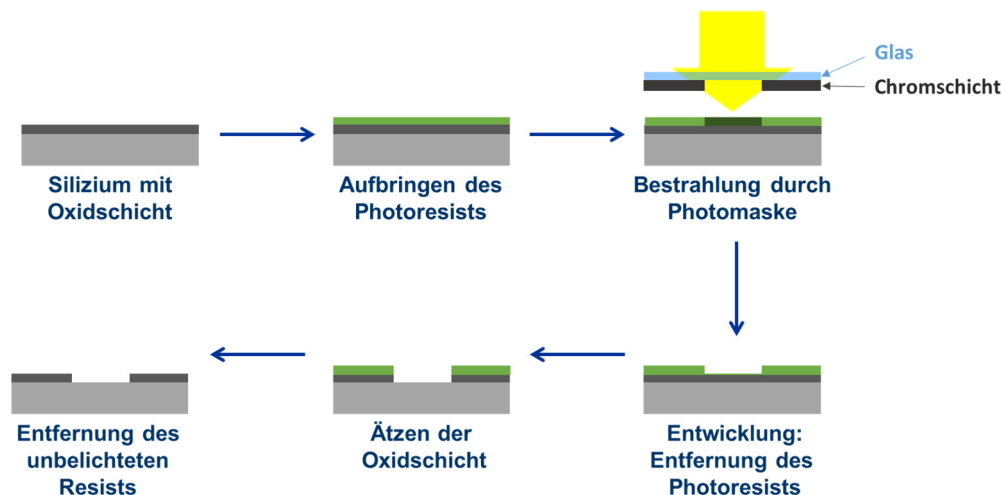 Glas
Chromschicht
Silizium mit
Oxidschicht
Aufbringen des
Photoresists
Bestrahlung durch
Photomaske
Entfernung des
unbelichteten
Resists
Ätzen der
Oxidschicht
Entwicklung:
Entfernung des
Photoresists